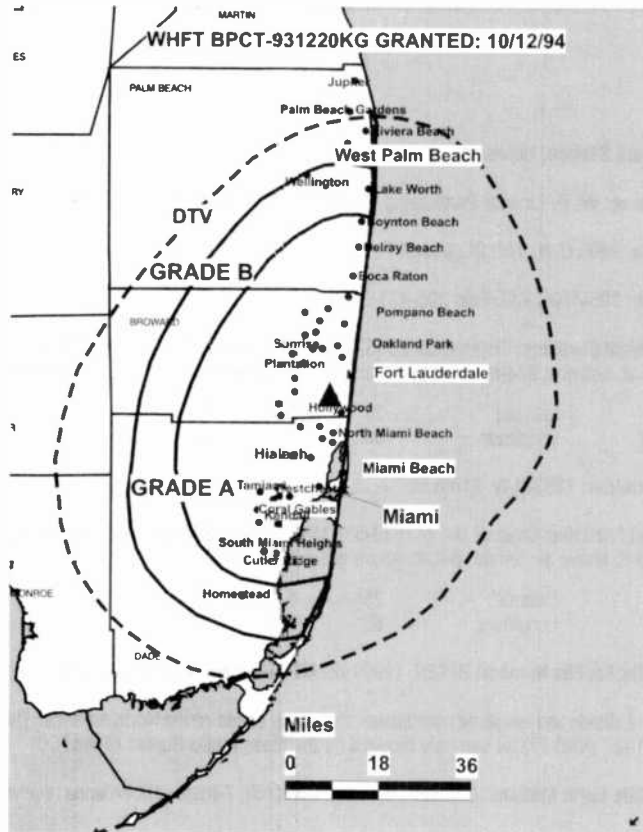 MARTIN
WHFT BPCT-931220KG GRANTED: 10/12/94
ES
Jupiter
PALM BEACH
Palm Beach Gardens
Riviera Beach
West Palm Beach
RY
Wellington
Lake Worth
DTV
Boynton Beach
Delray Beach
GRADE B
Boca Raton
Pompano Beach
BROWARD
Sunrise
Oakland Park
Plantation
Fort Lauderdale
Hollywood
R
North Miami Beach
Hialeah
Miami Beach
GRADE A
Tamiami
Coral Gables
Miami
South Miami Heights
Cutler Ridge
Homestead
MONROE
DADE
Miles
0 18 36